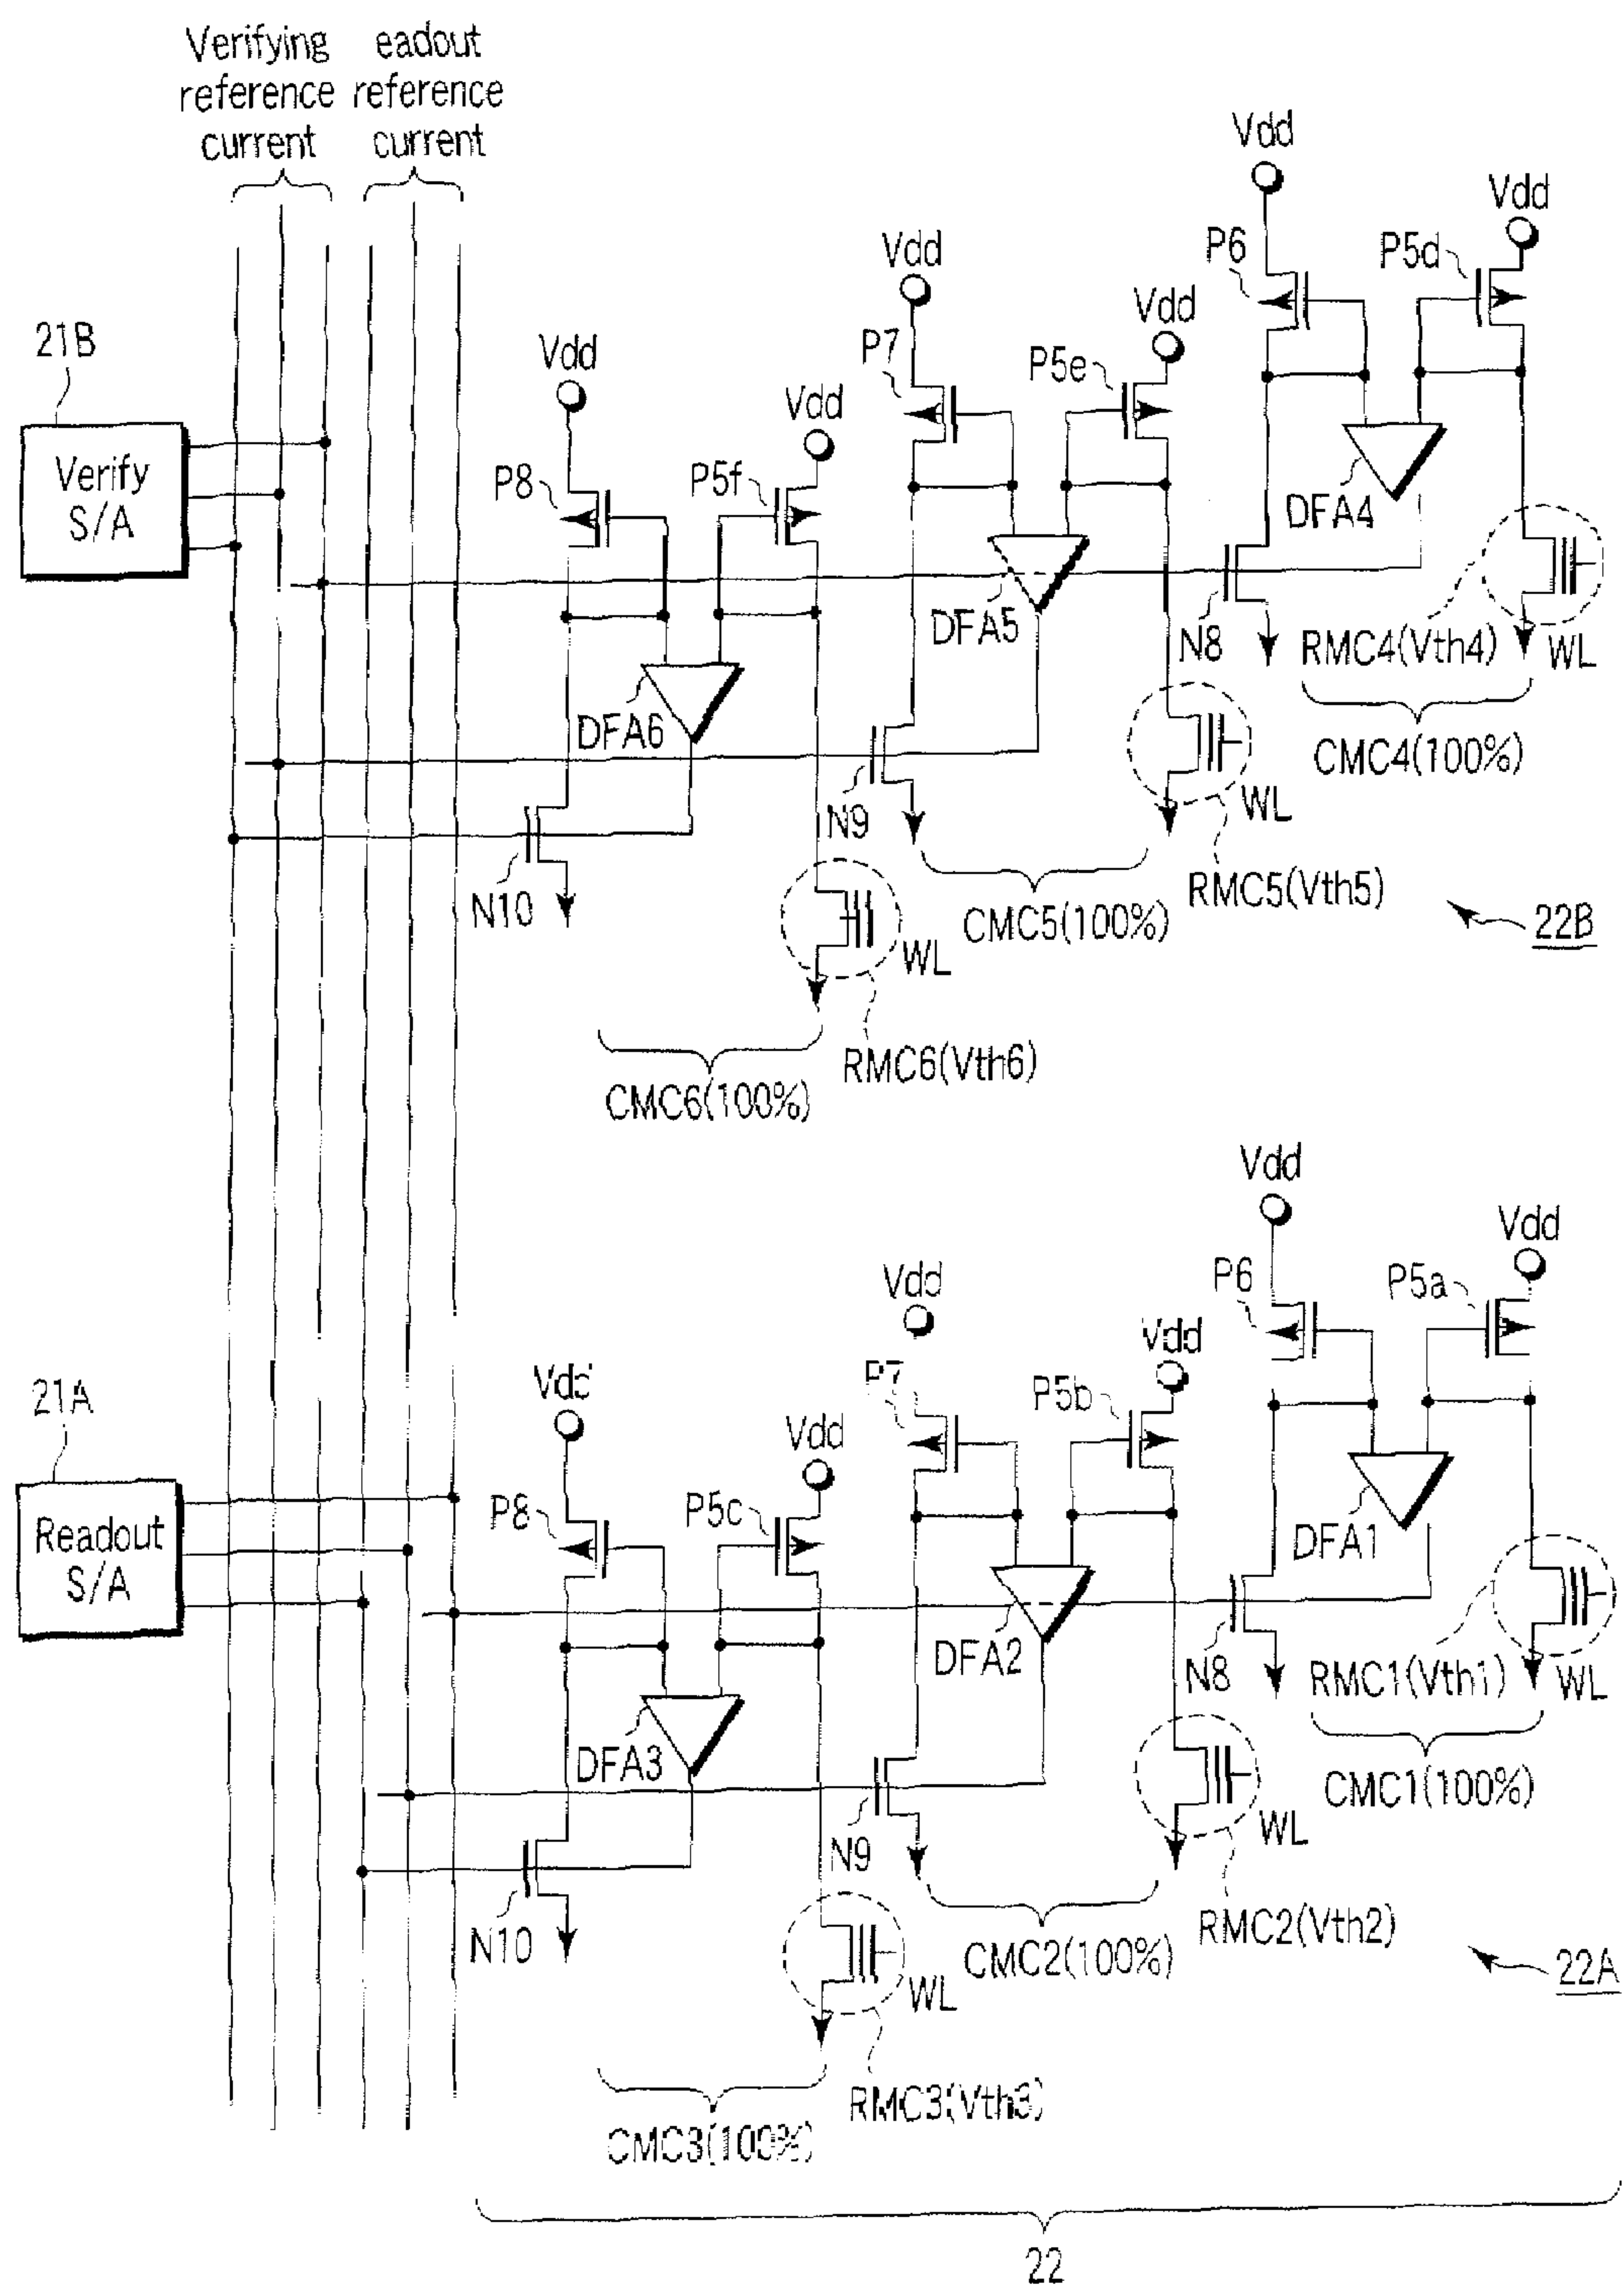 Verifying
reference
current
eadout
reference
current
Vdd
Vdd
P6
P5d
Vdd
Vdd
21B
P7
P5e
Vdd
Vdd
Verify
S/A
P8
P5f
DFA4
DFA5
N8
RMC4(Vth4)
WL
DFA6
CMC4(100%)
N9
WL
N10
RMC5(Vth5)
CMC5(100%)
22B
WL
RMC6(Vth6)
CMC6(100%)
Vdd
Vdd
P6
P5a
Vdd
Vdd
21A
Vdd
P7
P5b
Vdd
P8
P5c
Readout
S/A
DFA1
DFA2
N8
RMC1(Vth1)
WL
DFA3
CMC1(100%)
N9
WL
N10
RMC2(Vth2)
CMC2(100%)
22A
WL
RMC3(Vth3)
CMC3(100%)
22